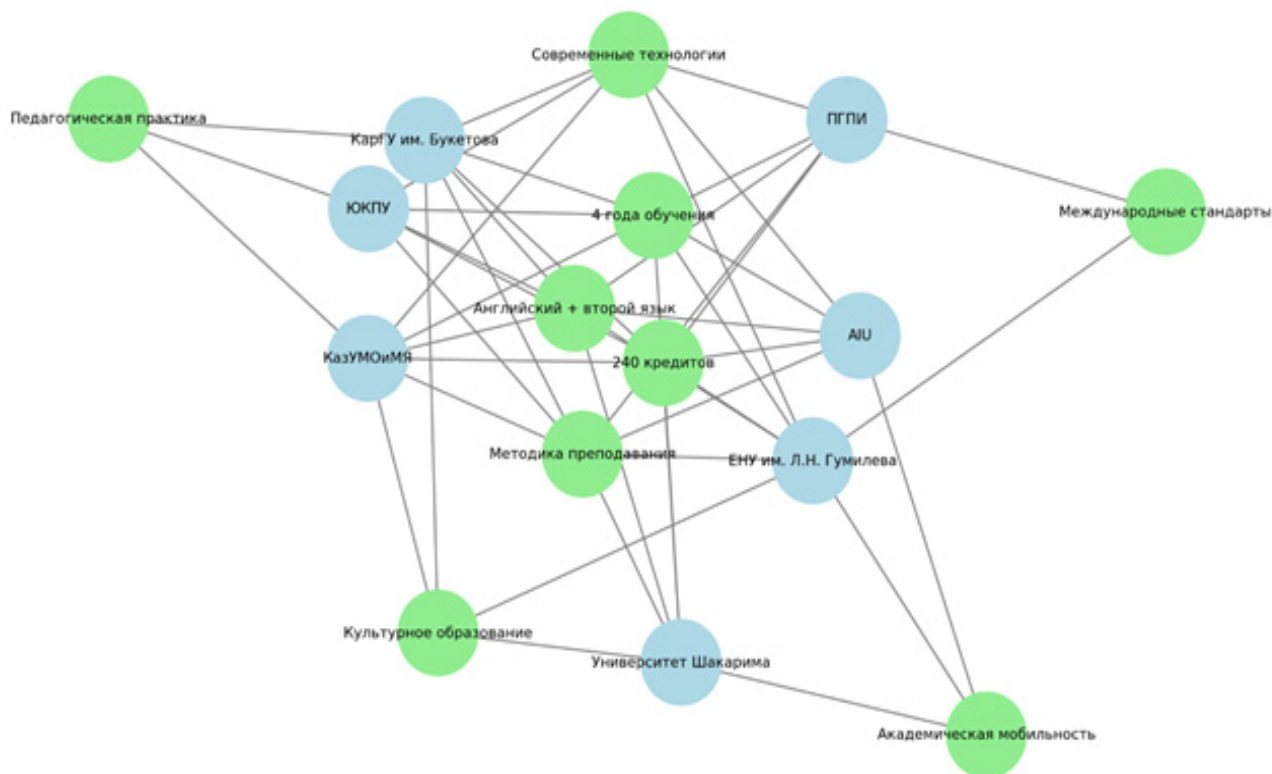 Современные технологии
Педагогическая практика
ПГПИ
КарГУ им. Букетова
ЮКПУ
4 года обучения
Международные стандарты
Английский + второй язык
AIU
КазУМОиМЯ
240 кредитов
Методика преподавания
ЕНУ им. Л.Н. Гумилева
Культурное образование
Университет Шакарима
Академическая мобильность